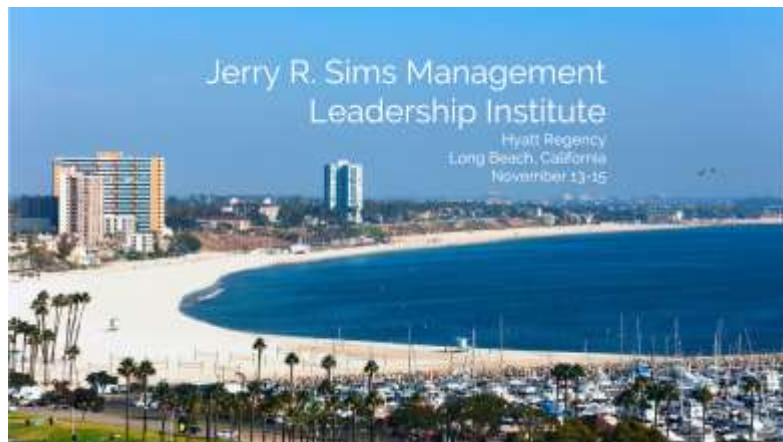 Jerry R. Sims Management
Leadership Institute
Hyatt Regency
Long Beach, California
November 13-15